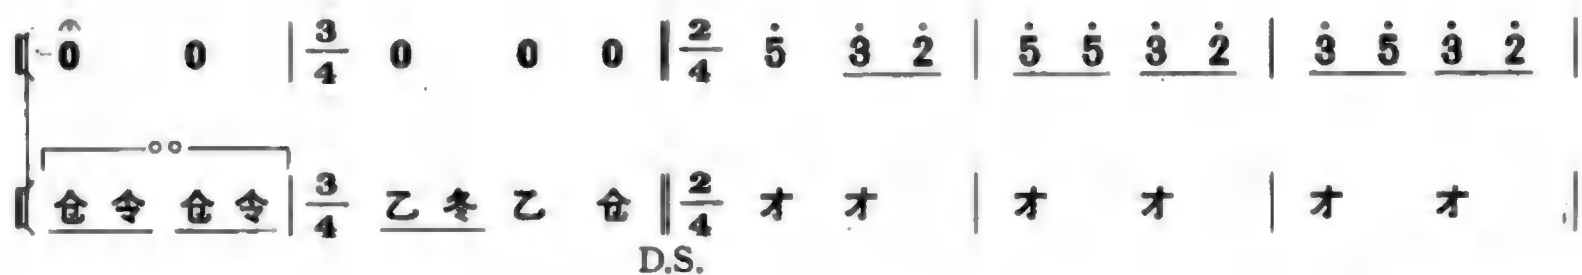 0 0 | 3/4 0 0 0 ‖ 2/4 5̇ 3̇ 2̇ | 5̇ 5̇ 3̇ 2̇ | 3̇ 5̇ 3̇ 2̇ |
仓 令 仓 令 | 3/4 乙 冬 乙 仓 ‖ 2/4 才 才 | 才 才 | 才 才 |
D.S.